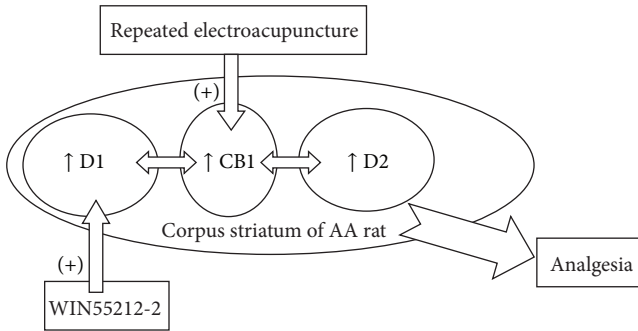 Repeated electroacupuncture
(+)
↑ D1
↑ CB1
↑ D2
Corpus striatum of AA rat
(+)
Analgesia
WIN55212-2